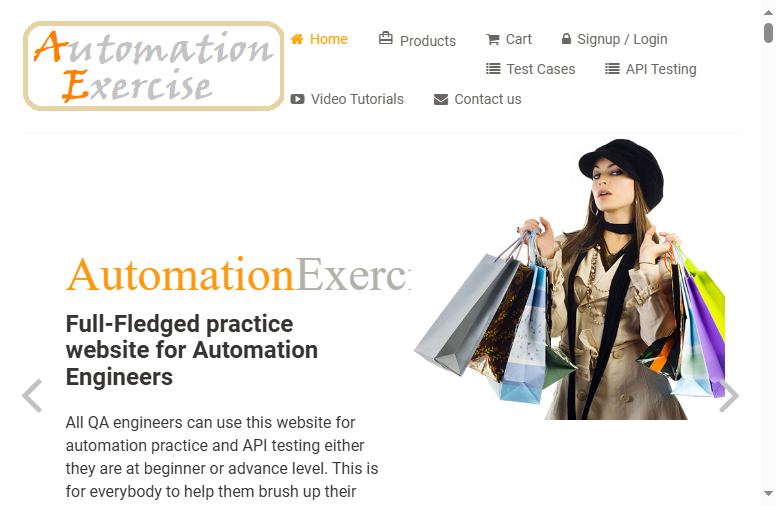 Automation
Exercise
Home
Products
Cart
Signup / Login
Test Cases
API Testing
Video Tutorials
Contact us
AutomationExerc
Full-Fledged practice
website for Automation
Engineers
All QA engineers can use this website for
automation practice and API testing either
they are at beginner or advance level. This is
for everybody to help them brush up their